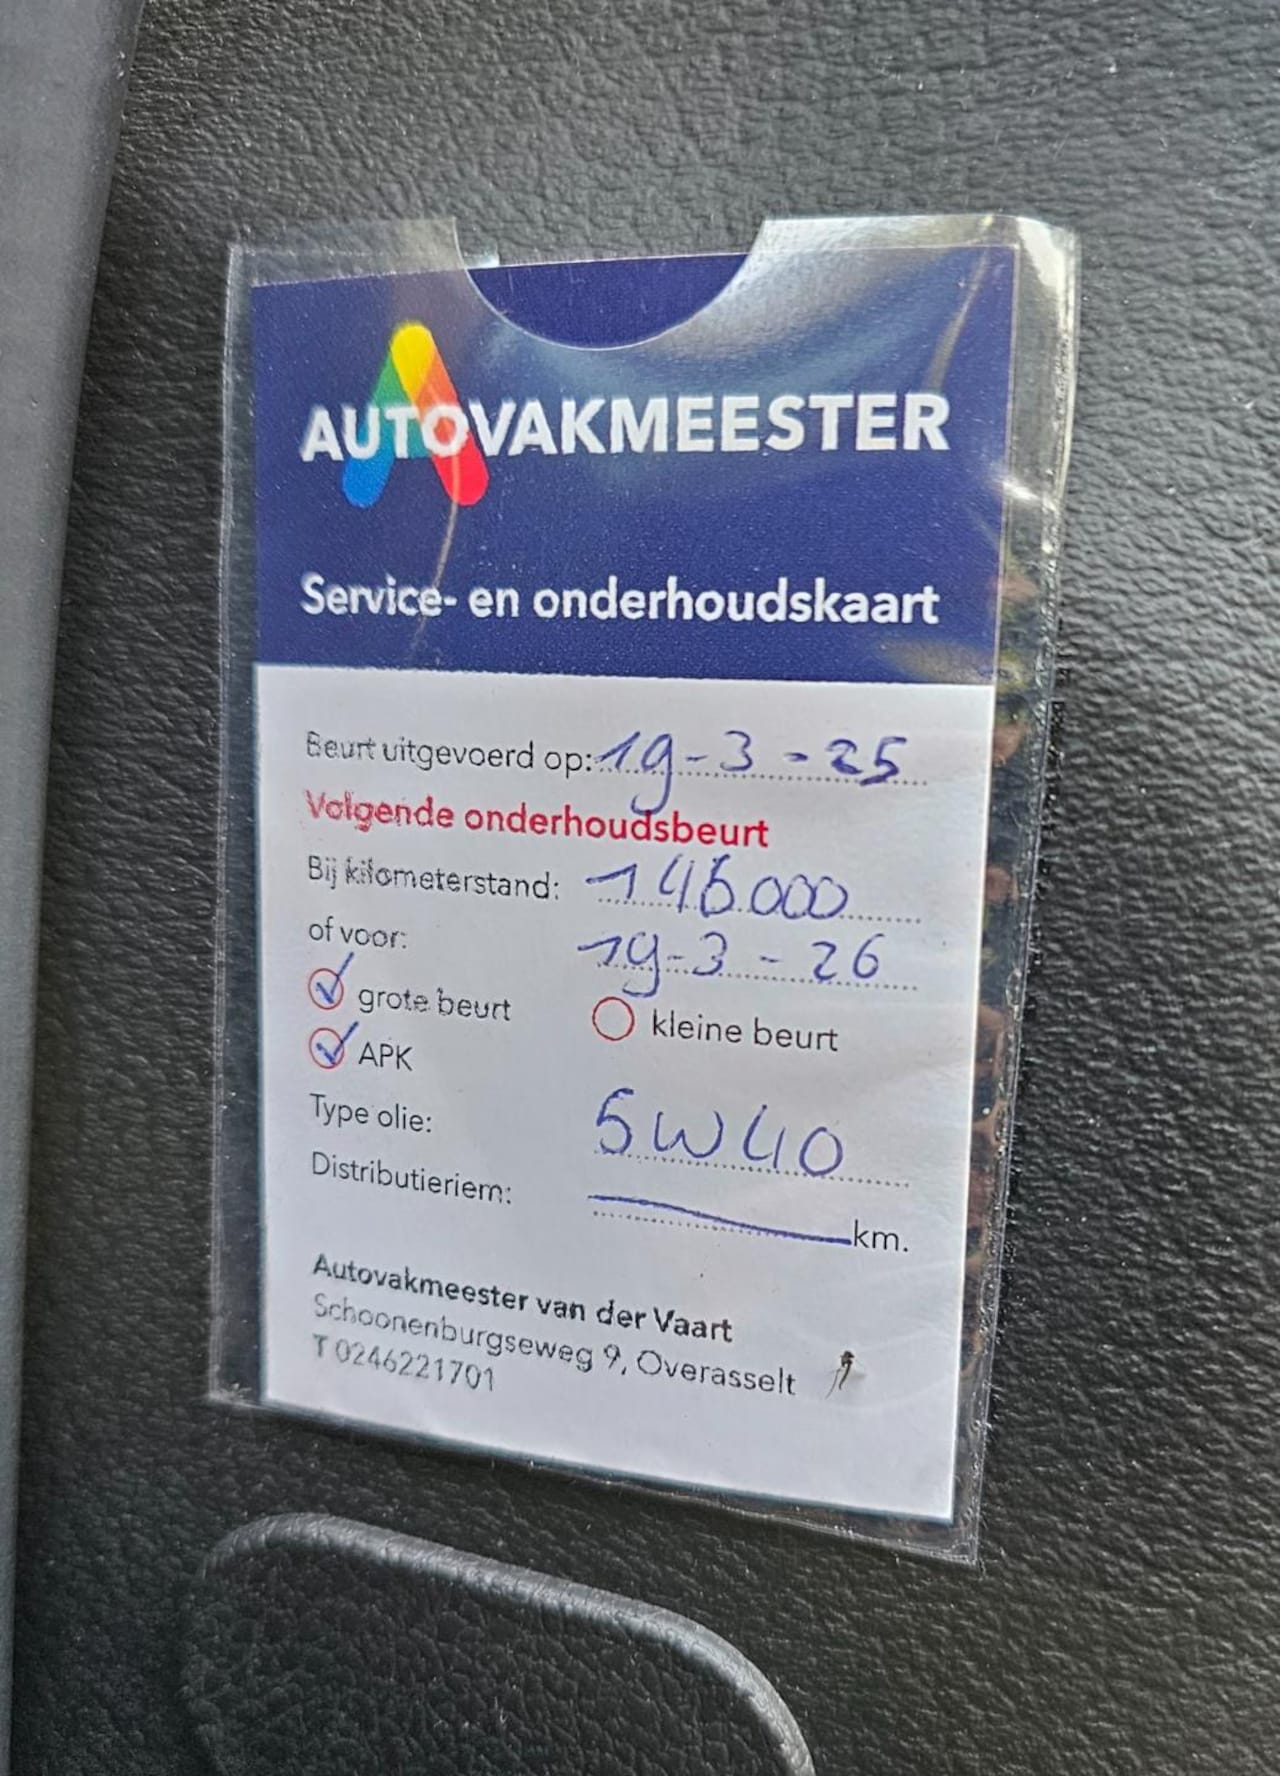 AUTOVAKMEESTER
Service- en onderhoudskaart
Beurt uitgevoerd op: 19-3-25
Volgende onderhoudsbeurt
Bij kilometerstand: 146.000
of voor: 19-3-26
grote beurt kleine beurt
APK
Type olie: 5W40
Distributieriem: km.
Autovakmeester van der Vaart
Schoonenburgseweg 9, Overasselt
T 0246221701